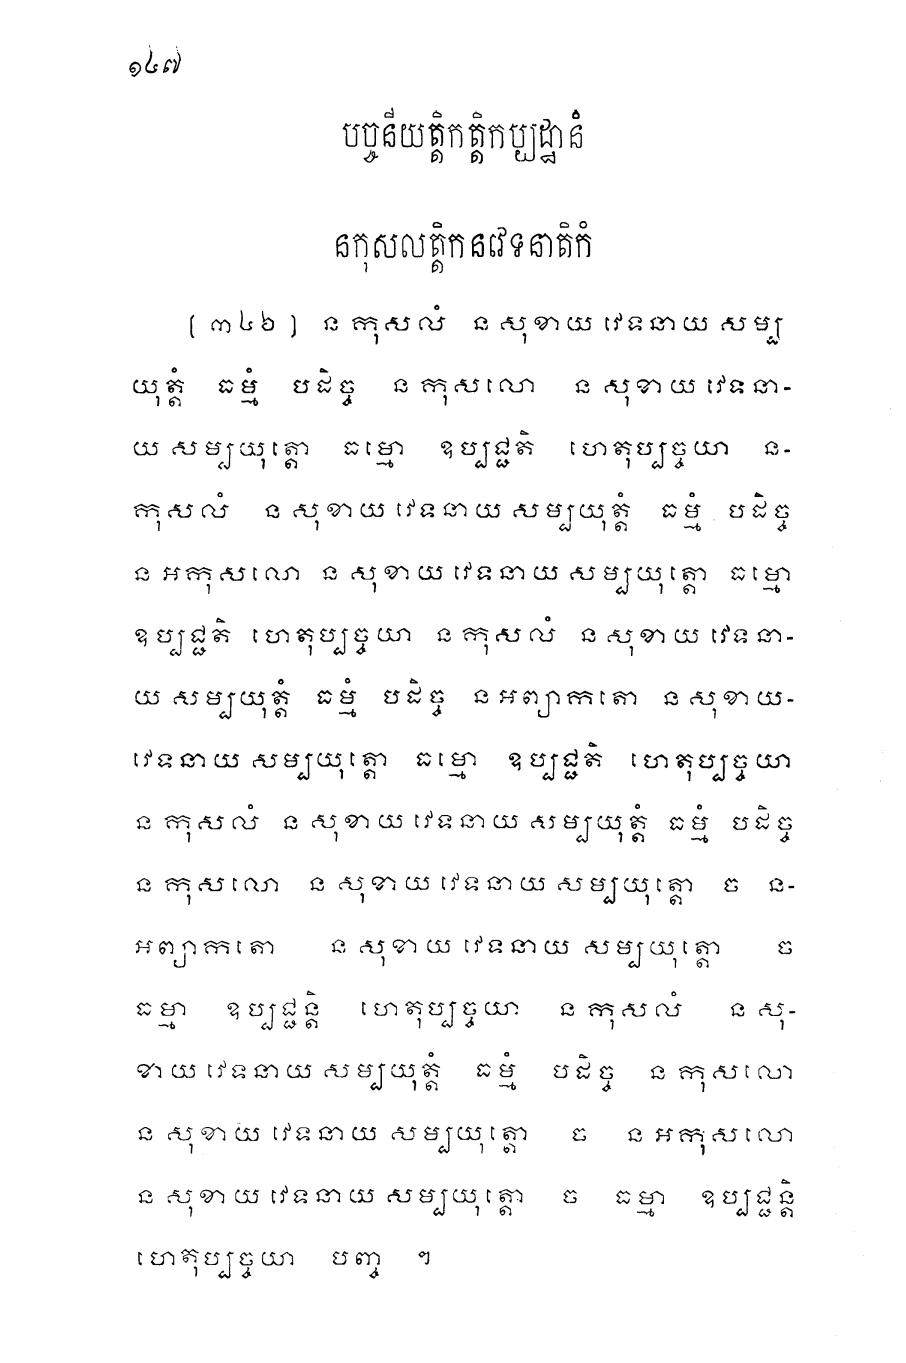 ១៤៧
បច្ចនីយត្តិកត្តិកប្បដ្ឋានំ
នកុសលត្តិកនវេទនាតិកំ
[៣៤៦] ន កុសលំ ន សុខាយ វេទនាយ សម្ប
យុត្តំ ធម្មំ បដិច្ច ន កុសលោ ន សុខាយ វេទនា-
យ សម្បយុត្តោ ធម្មោ ឧប្បជ្ជតិ ហេតុប្បច្ចយា ន-
កុសលំ ន សុខាយ វេទនាយ សម្បយុត្តំ ធម្មំ បដិច្ច
ន អកុសលោ ន សុខាយ វេទនាយ សម្បយុត្តោ ធម្មោ
ឧប្បជ្ជតិ ហេតុប្បច្ចយា ន កុសលំ ន សុខាយ វេទនា-
យ សម្បយុត្តំ ធម្មំ បដិច្ច ន អព្យាកតោ ន សុខាយ-
វេទនាយ សម្បយុត្តោ ធម្មោ ឧប្បជ្ជតិ ហេតុប្បច្ចយា
ន កុសលំ ន សុខាយ វេទនាយ សម្បយុត្តំ ធម្មំ បដិច្ច
ន កុសលោ ន សុខាយ វេទនាយ សម្បយុត្តោ ច ន-
អព្យាកតោ ន សុខាយ វេទនាយ សម្បយុត្តោ ច
ធម្មា ឧប្បជ្ជន្តិ ហេតុប្បច្ចយា ន កុសលំ ន សុ-
ខាយ វេទនាយ សម្បយុត្តំ ធម្មំ បដិច្ច ន កុសលោ
ន សុខាយ វេទនាយ សម្បយុត្តោ ច ន អកុសលោ
ន សុខាយ វេទនាយ សម្បយុត្តោ ច ធម្មា ឧប្បជ្ជន្តិ
ហេតុប្បច្ចយា បញ្ច ។